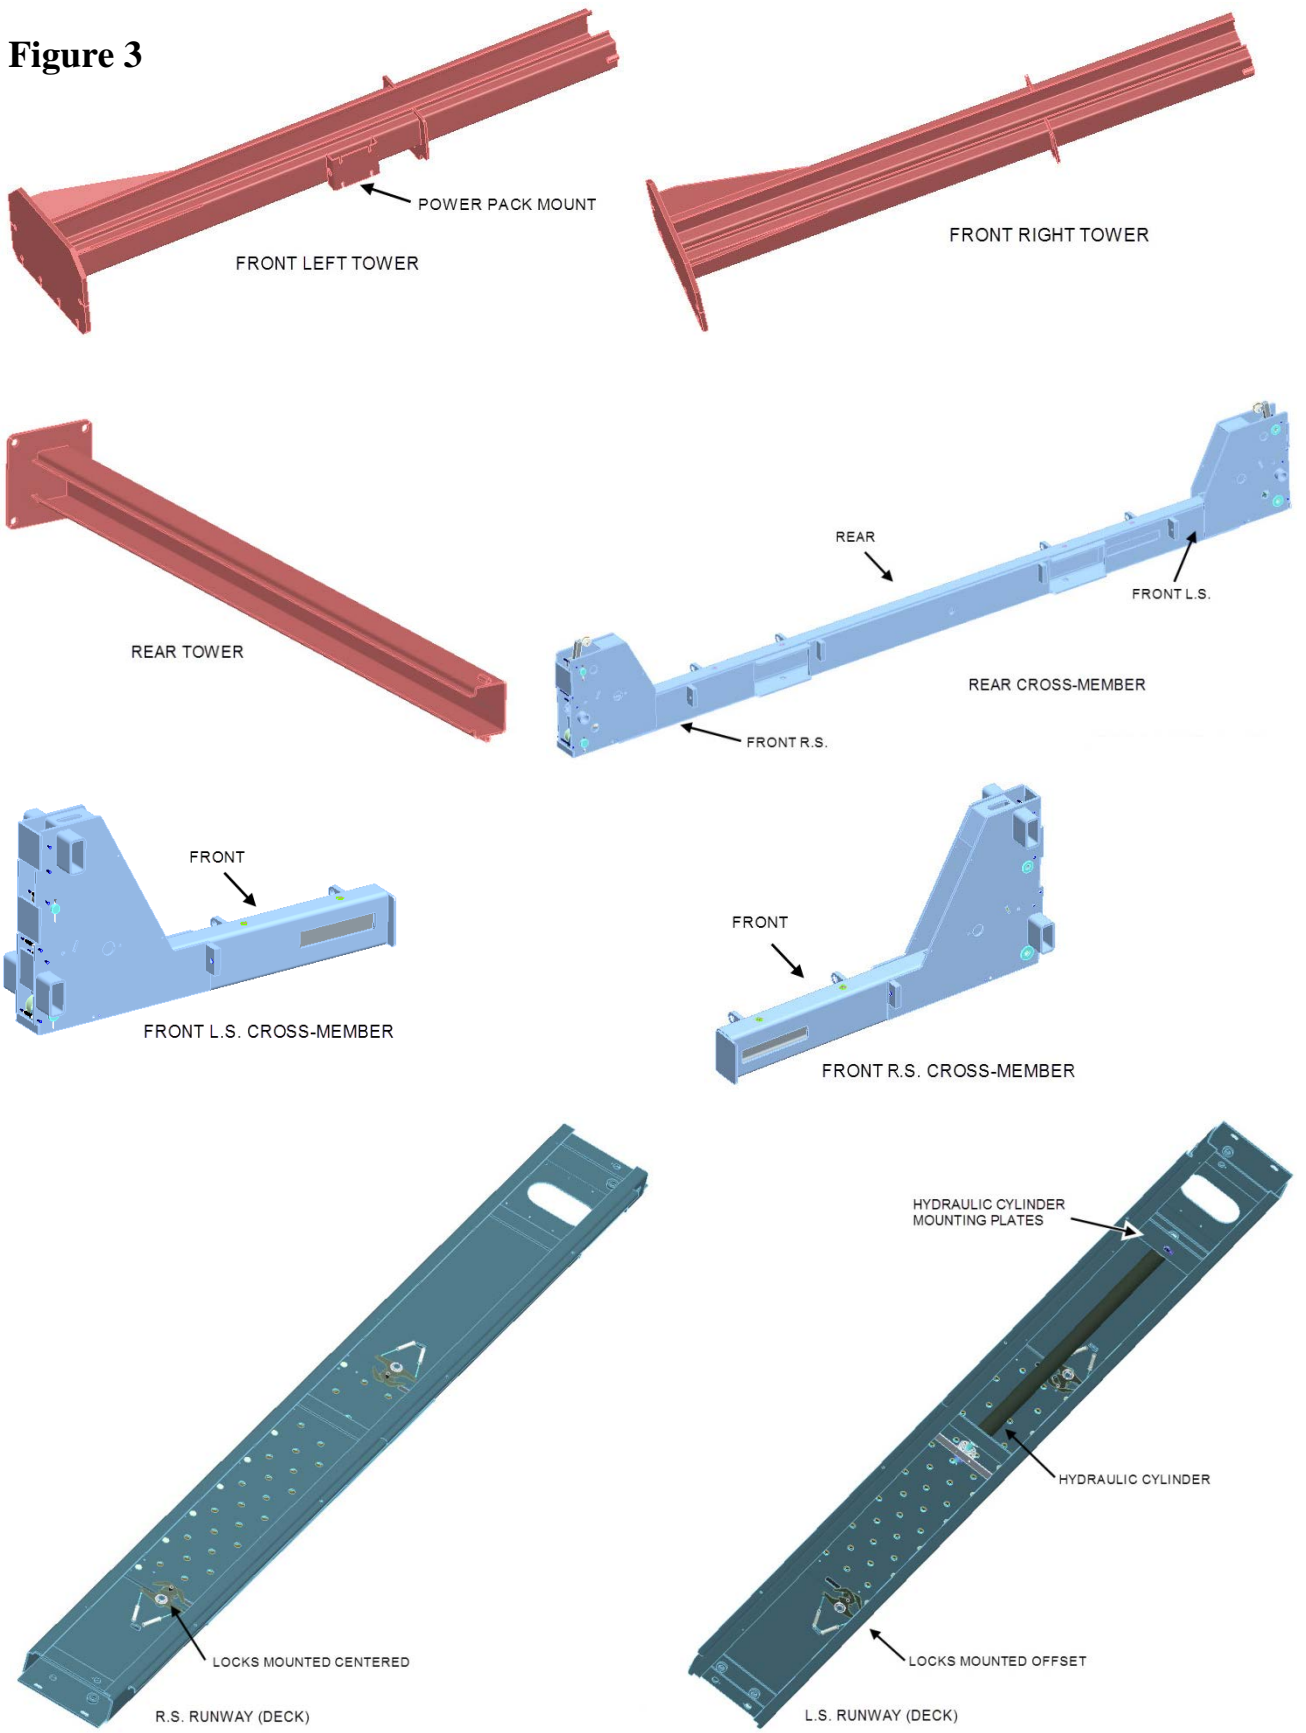 Figure 3
POWER PACK MOUNT
FRONT LEFT TOWER
FRONT RIGHT TOWER
REAR
FRONT L.S.
REAR TOWER
REAR CROSS-MEMBER
FRONT R.S.
FRONT
FRONT L.S. CROSS-MEMBER
FRONT
FRONT R.S. CROSS-MEMBER
HYDRAULIC CYLINDER
MOUNTING PLATES
HYDRAULIC CYLINDER
LOCKS MOUNTED CENTERED
R.S. RUNWAY (DECK)
LOCKS MOUNTED OFFSET
L.S. RUNWAY (DECK)